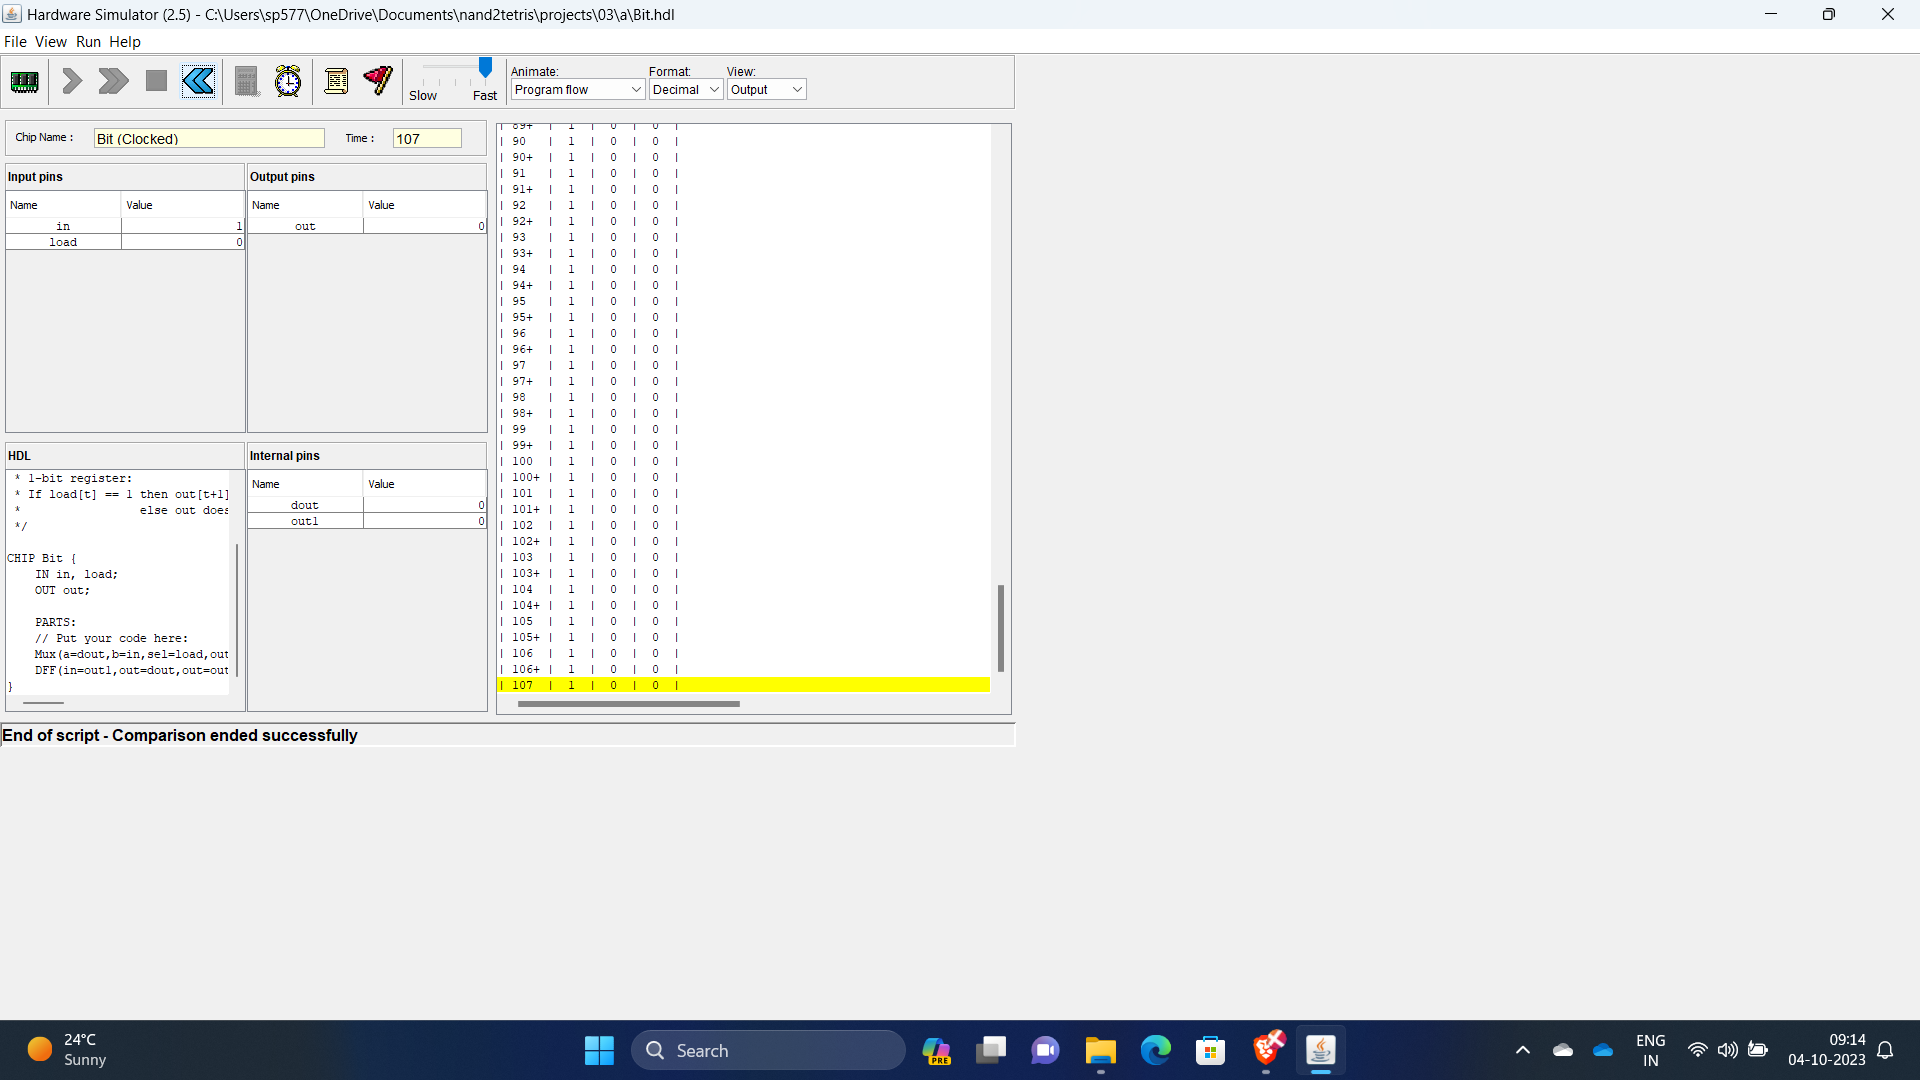 Hardware Simulator (2.5) - C:\Users\sp577\OneDrive\Documents\nand2tetris\projects\03\a\Bit.hdl
File View Run Help
Slow Fast
Animate: Format: View:
Program flow Decimal Output
Chip Name : Bit (Clocked) Time : 107
Input pins
Name Value
in 1
load 0
Output pins
Name Value
out 0
HDL
* 1-bit register:
* If load[t] == 1 then out[t+1]
* else out does
*/
CHIP Bit {
IN in, load;
OUT out;
PARTS:
// Put your code here:
Mux(a=dout,b=in,sel=load,out
DFF(in=out1,out=dout,out=out
}
Internal pins
Name Value
dout 0
out1 0
| 89+ | 1 | 0 | 0 |
| 90 | 1 | 0 | 0 |
| 90+ | 1 | 0 | 0 |
| 91 | 1 | 0 | 0 |
| 91+ | 1 | 0 | 0 |
| 92 | 1 | 0 | 0 |
| 92+ | 1 | 0 | 0 |
| 93 | 1 | 0 | 0 |
| 93+ | 1 | 0 | 0 |
| 94 | 1 | 0 | 0 |
| 94+ | 1 | 0 | 0 |
| 95 | 1 | 0 | 0 |
| 95+ | 1 | 0 | 0 |
| 96 | 1 | 0 | 0 |
| 96+ | 1 | 0 | 0 |
| 97 | 1 | 0 | 0 |
| 97+ | 1 | 0 | 0 |
| 98 | 1 | 0 | 0 |
| 98+ | 1 | 0 | 0 |
| 99 | 1 | 0 | 0 |
| 99+ | 1 | 0 | 0 |
| 100 | 1 | 0 | 0 |
| 100+ | 1 | 0 | 0 |
| 101 | 1 | 0 | 0 |
| 101+ | 1 | 0 | 0 |
| 102 | 1 | 0 | 0 |
| 102+ | 1 | 0 | 0 |
| 103 | 1 | 0 | 0 |
| 103+ | 1 | 0 | 0 |
| 104 | 1 | 0 | 0 |
| 104+ | 1 | 0 | 0 |
| 105 | 1 | 0 | 0 |
| 105+ | 1 | 0 | 0 |
| 106 | 1 | 0 | 0 |
| 106+ | 1 | 0 | 0 |
| 107 | 1 | 0 | 0 |
End of script - Comparison ended successfully
24°C
Sunny
Search
PRE
ENG
IN
09:14
04-10-2023